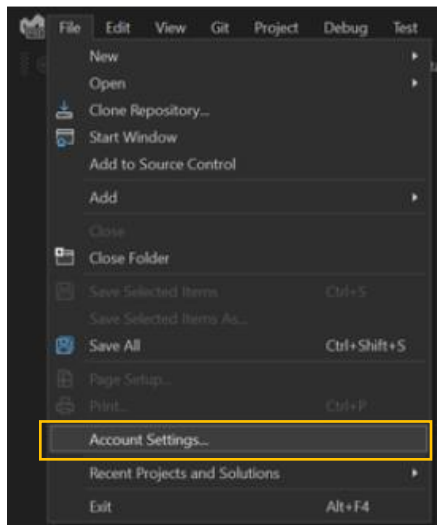 File Edit View Git Project Debug Test
New
Open
Clone Repository...
Start Window
Add to Source Control
Add
Close
Close Folder
Save Selected Items Ctrl+S
Save Selected Items As...
Save All Ctrl+Shift+S
Page Setup...
Print... Ctrl+P
Account Settings...
Recent Projects and Solutions
Exit Alt+F4